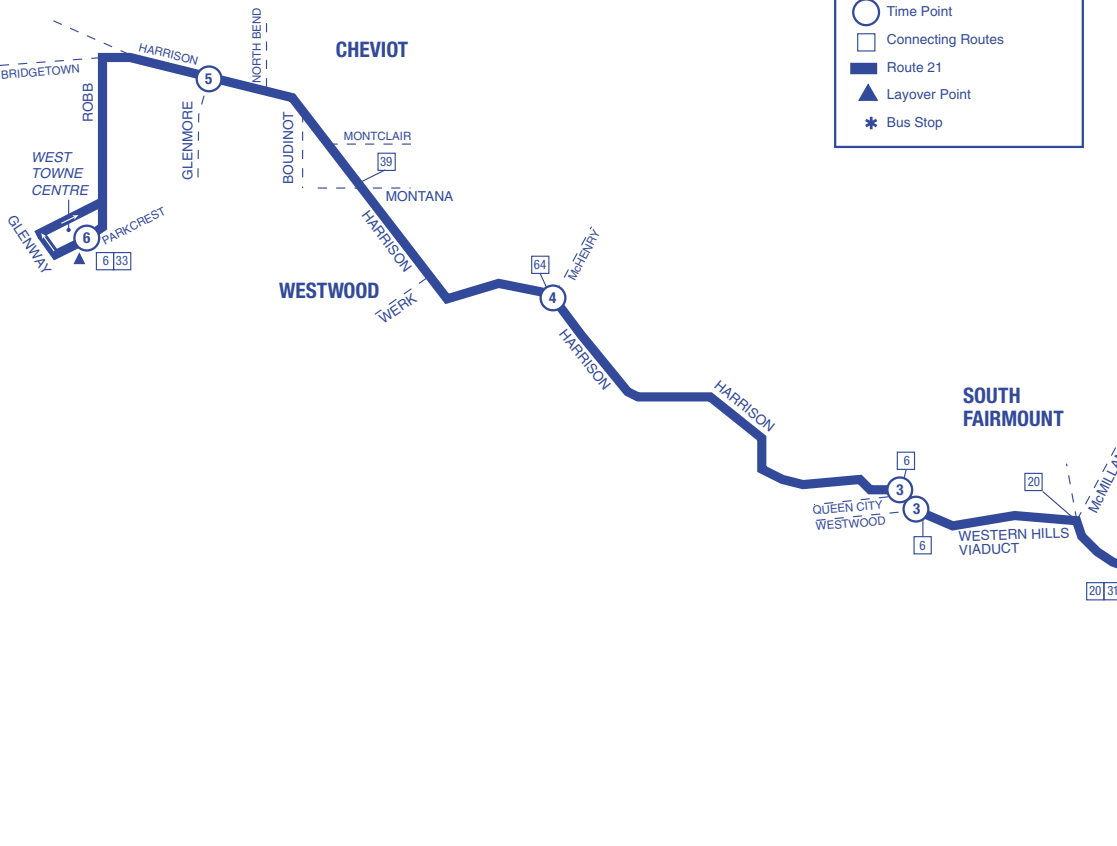 Time Point
Connecting Routes
Route 21
Layover Point
✱ Bus Stop
NORTH BEND
CHEVIOT
HARRISON
BRIDGETOWN
5
ROBB
GLENMORE
BOUDINOT
MONTCLAIR
39
MONTANA
WEST
TOWNE
CENTRE
GLENWAY
PARKCREST
6
6 33
HARRISON
WESTWOOD
WERK
64
McHENRY
4
HARRISON
HARRISON
SOUTH
FAIRMOUNT
6
3
QUEEN CITY
3
WESTWOOD
6
20
WESTERN HILLS
VIADUCT
20 31